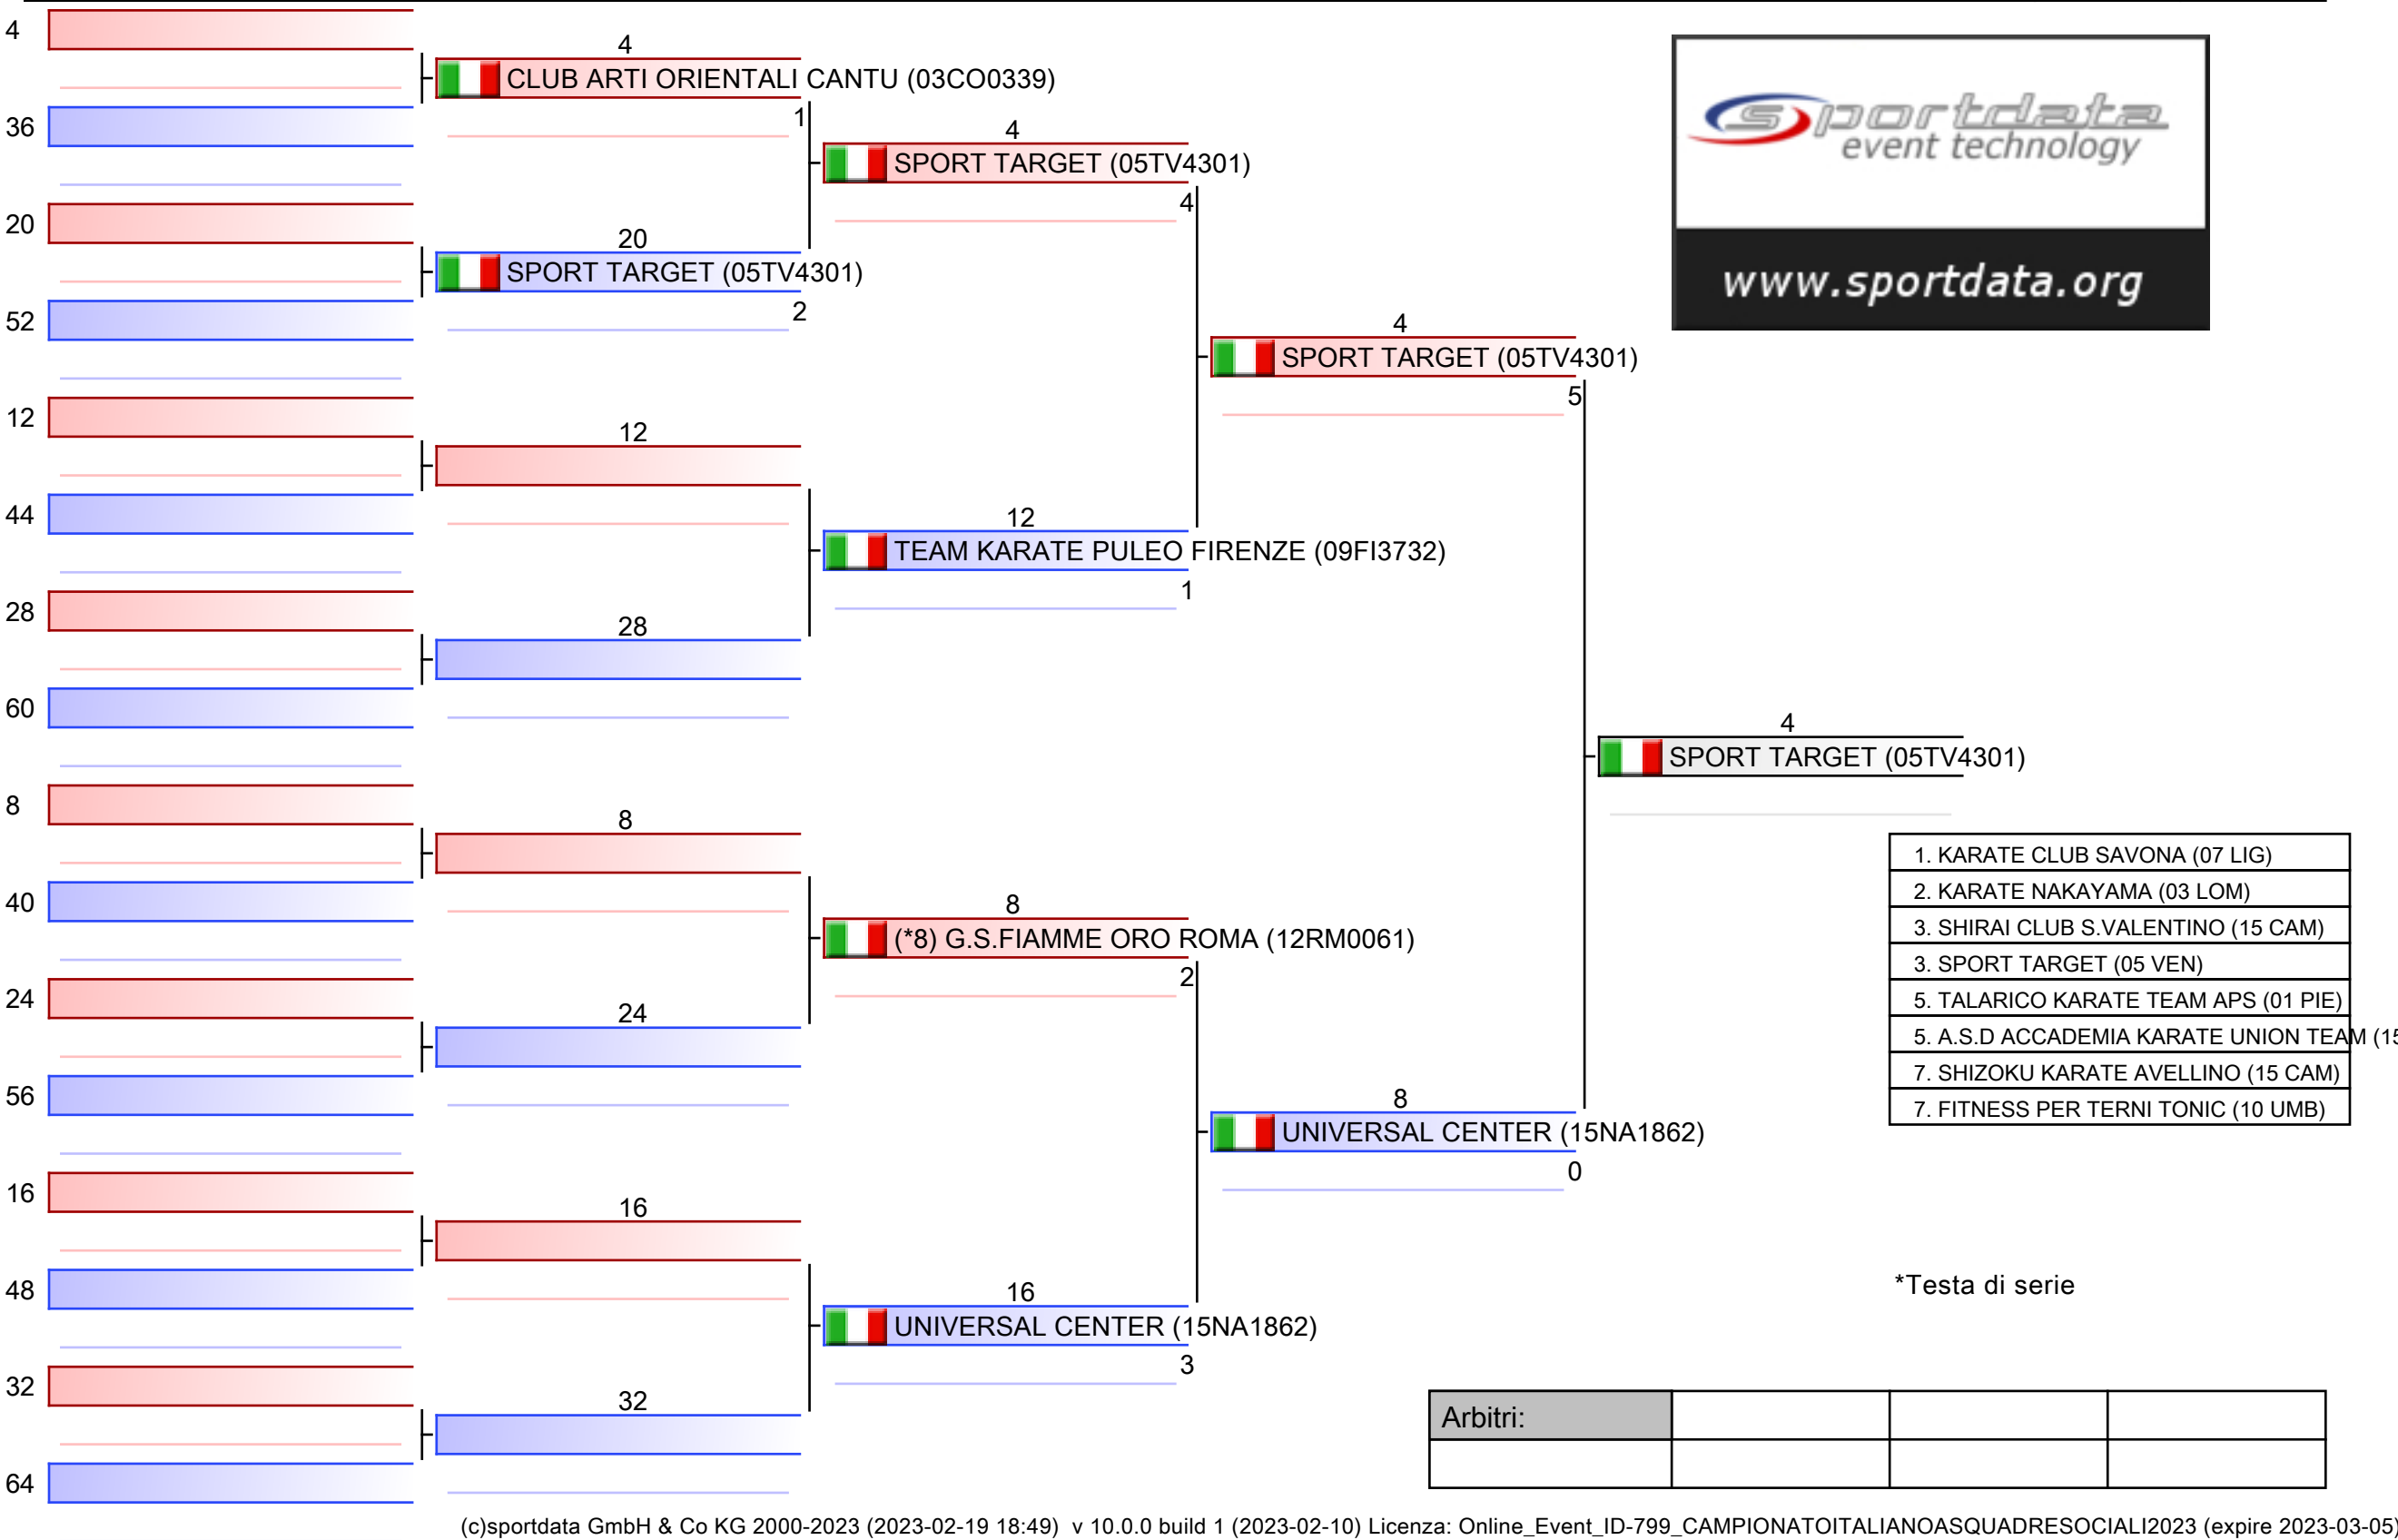 4
36
20
52
12
44
28
60
8
40
24
56
16
48
32
64
4
CLUB ARTI ORIENTALI CANTU (03CO0339)
1
20
SPORT TARGET (05TV4301)
2
12
28
8
24
16
32
4
SPORT TARGET (05TV4301)
4
12
TEAM KARATE PULEO FIRENZE (09FI3732)
1
8
(*8) G.S.FIAMME ORO ROMA (12RM0061)
2
16
UNIVERSAL CENTER (15NA1862)
3
4
SPORT TARGET (05TV4301)
5
8
UNIVERSAL CENTER (15NA1862)
0
4
SPORT TARGET (05TV4301)
sportdata
event technology
www.sportdata.org
1. KARATE CLUB SAVONA (07 LIG)
2. KARATE NAKAYAMA (03 LOM)
3. SHIRAI CLUB S.VALENTINO (15 CAM)
3. SPORT TARGET (05 VEN)
5. TALARICO KARATE TEAM APS (01 PIE)
5. A.S.D ACCADEMIA KARATE UNION TEAM (15
7. SHIZOKU KARATE AVELLINO (15 CAM)
7. FITNESS PER TERNI TONIC (10 UMB)
*Testa di serie
Arbitri:
(c)sportdata GmbH & Co KG 2000-2023 (2023-02-19 18:49) v 10.0.0 build 1 (2023-02-10) Licenza: Online_Event_ID-799_CAMPIONATOITALIANOASQUADRESOCIALI2023 (expire 2023-03-05)